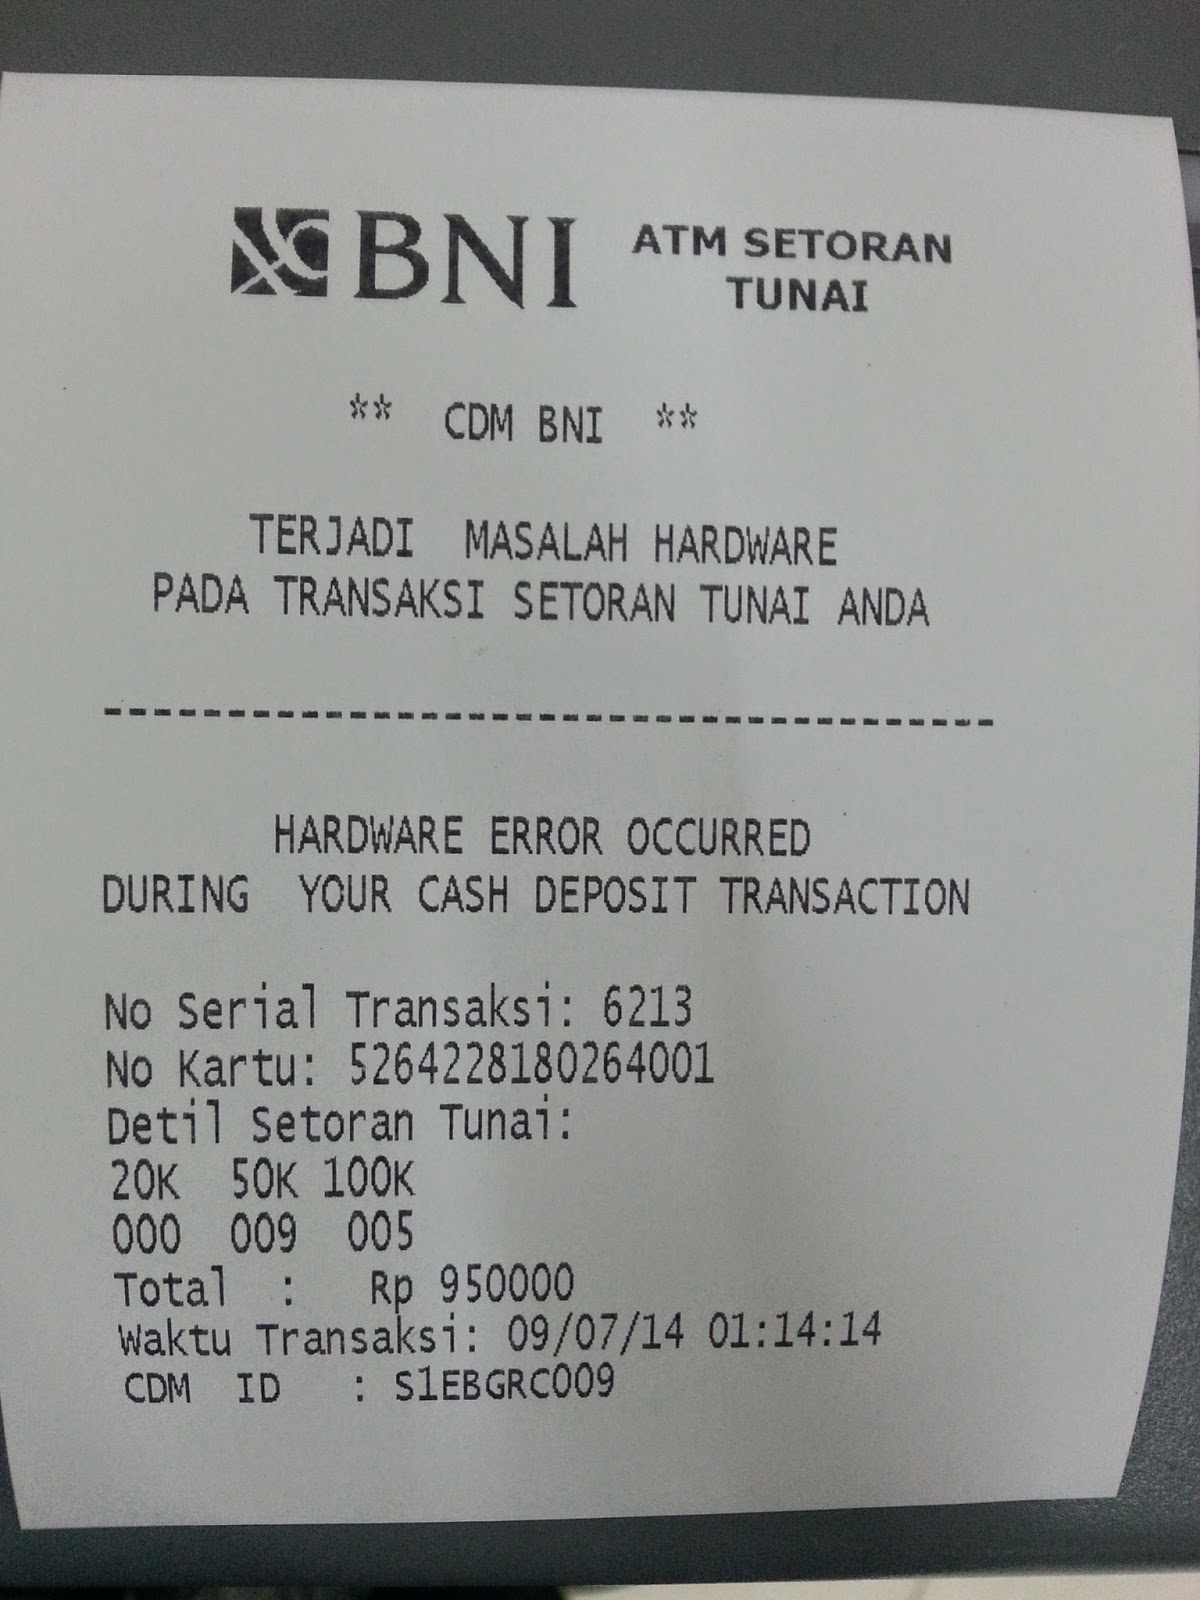 BNI ATM SETORAN
TUNAI
** CDM BNI **
TERJADI MASALAH HARDWARE
PADA TRANSAKSI SETORAN TUNAI ANDA
-------------------------------------
HARDWARE ERROR OCCURRED
DURING YOUR CASH DEPOSIT TRANSACTION
No Serial Transaksi: 6213
No Kartu: 5264228180264001
Detil Setoran Tunai:
20K 50K 100K
000 009 005
Total : Rp 950000
Waktu Transaksi: 09/07/14 01:14:14
CDM ID : S1EBGRC009